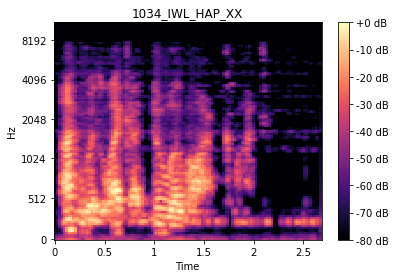 1034_IWL_HAP_XX
+0 dB
8192
-10 dB
4096
-20 dB
-30 dB
2048
Hz
-40 dB
1024
-50 dB
512
-60 dB
-70 dB
0
-80 dB
0 0.5 1 1.5 2 2.5
Time